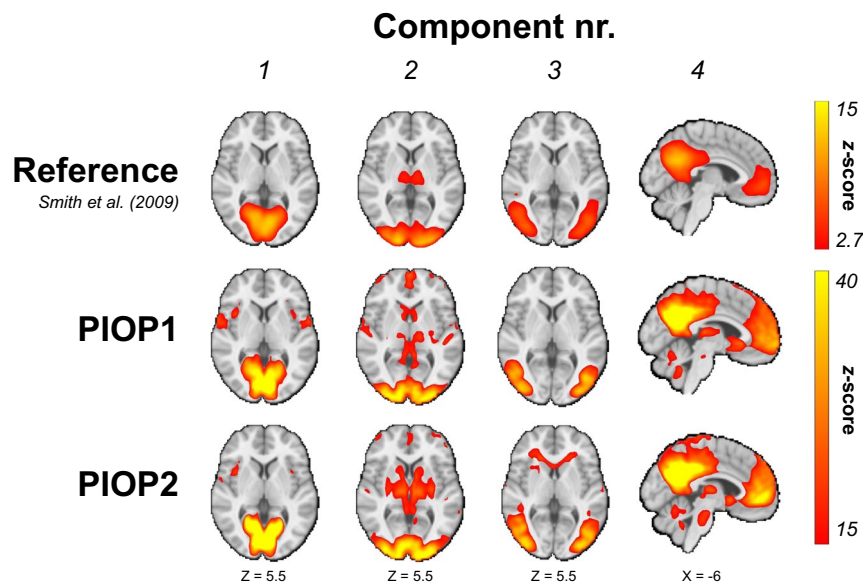 Component nr.
1 2 3 4
Reference
Smith et al. (2009)
15
z-score
2.7
PIOP1
40
z-score
PIOP2
15
Z = 5.5 Z = 5.5 Z = 5.5 X = -6